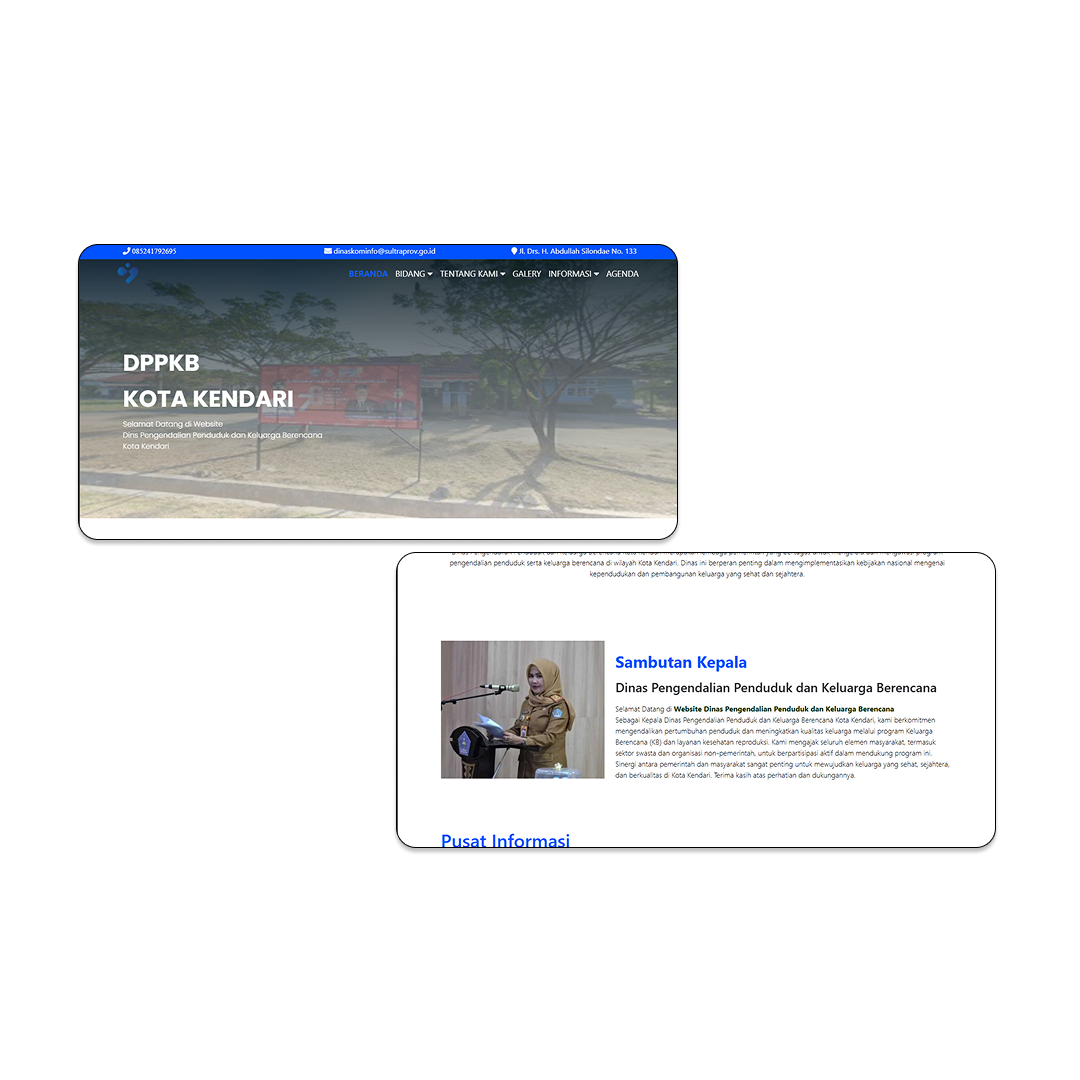 085241792695
dinaskominfo@sultraprov.go.id
Jl. Drs. H. Abdullah Silondae No. 133
BERANDA BIDANG TENTANG KAMI GALERY INFORMASI AGENDA
DPPKB
KOTA KENDARI
Selamat Datang di Website
Dins Pengendalian Penduduk dan Keluarga Berencana
Kota Kendari
pengendalian penduduk serta keluarga berencana di wilayah Kota Kendari. Dinas ini berperan penting dalam mengimplementasikan kebijakan nasional mengenai
kependudukan dan pembangunan keluarga yang sehat dan sejahtera.
Sambutan Kepala
Dinas Pengendalian Penduduk dan Keluarga Berencana
Selamat Datang di Website Dinas Pengendalian Penduduk dan Keluarga Berencana
Sebagai Kepala Dinas Pengendalian Penduduk dan Keluarga Berencana Kota Kendari, kami berkomitmen
mengendalikan pertumbuhan penduduk dan meningkatkan kualitas keluarga melalui program Keluarga
Berencana (KB) dan layanan kesehatan reproduksi. Kami mengajak seluruh elemen masyarakat, termasuk
sektor swasta dan organisasi non-pemerintah, untuk berpartisipasi aktif dalam mendukung program ini.
Sinergi antara pemerintah dan masyarakat sangat penting untuk mewujudkan keluarga yang sehat, sejahtera,
dan berkualitas di Kota Kendari. Terima kasih atas perhatian dan dukungannya.
Pusat Informasi